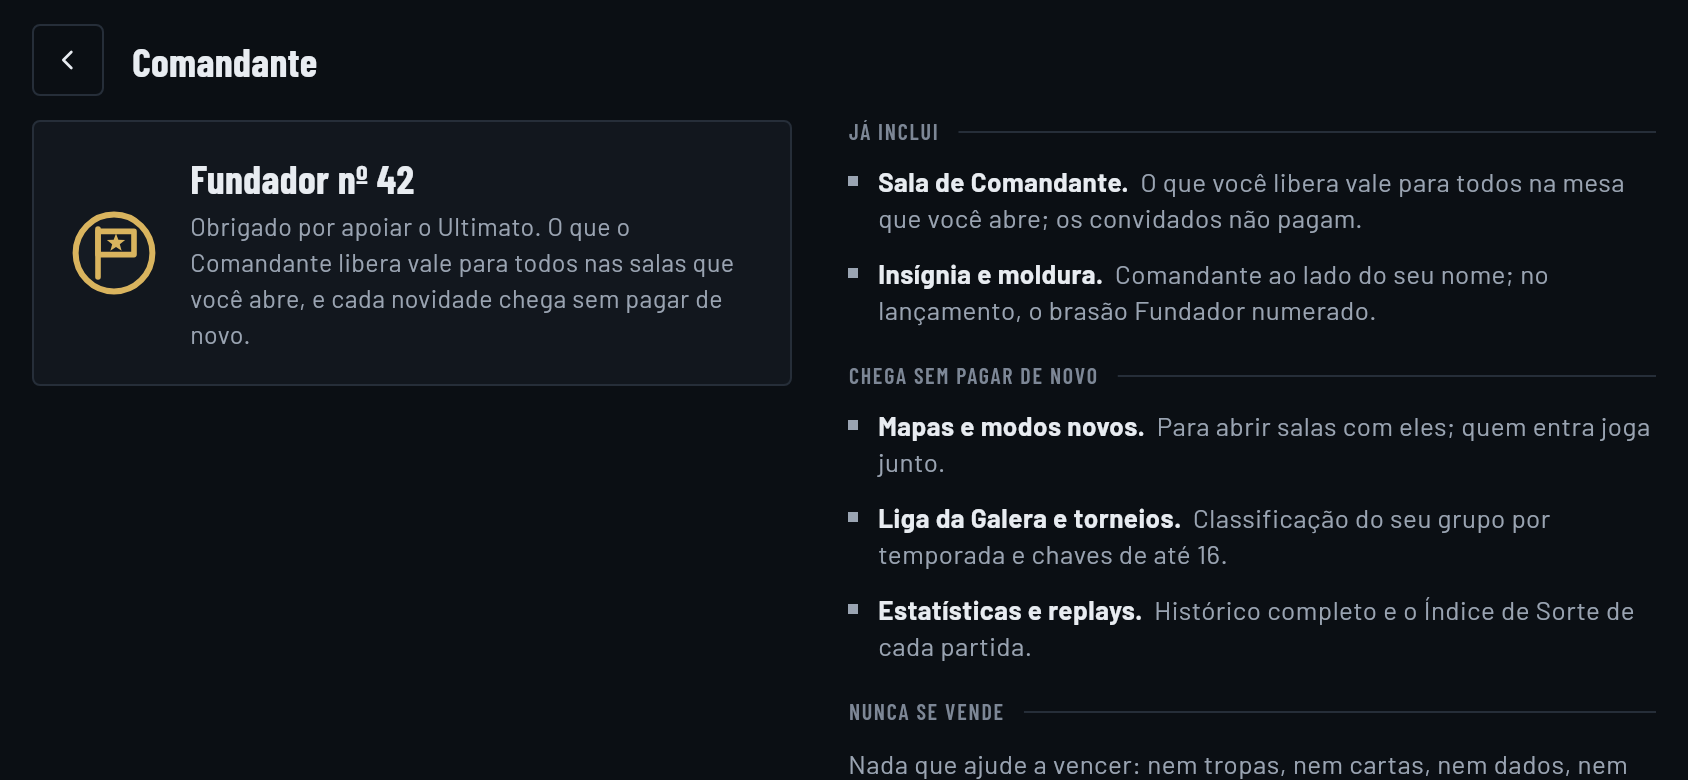 Comandante
Fundador nº 42
Obrigado por apoiar o Ultimato. O que o
Comandante libera vale para todos nas salas que
você abre, e cada novidade chega sem pagar de
novo.
JÁ INCLUI
Sala de Comandante. O que você libera vale para todos na mesa
que você abre; os convidados não pagam.
Insígnia e moldura. Comandante ao lado do seu nome; no
lançamento, o brasão Fundador numerado.
CHEGA SEM PAGAR DE NOVO
Mapas e modos novos. Para abrir salas com eles; quem entra joga
junto.
Liga da Galera e torneios. Classificação do seu grupo por
temporada e chaves de até 16.
Estatísticas e replays. Histórico completo e o Índice de Sorte de
cada partida.
NUNCA SE VENDE
Nada que ajude a vencer: nem tropas, nem cartas, nem dados, nem